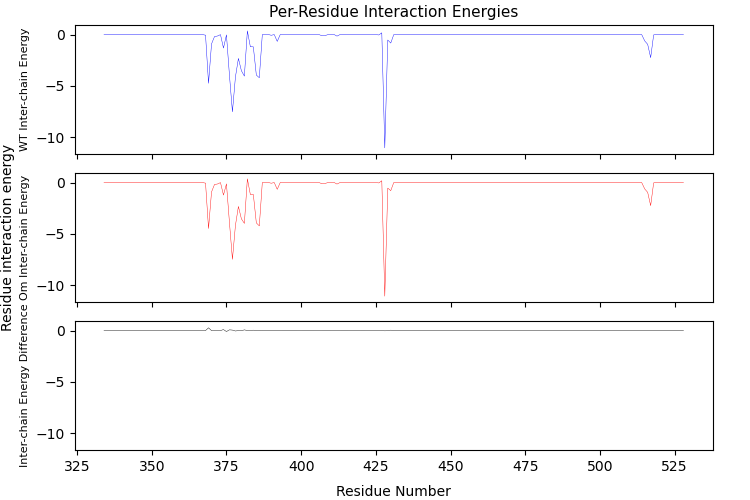 Per-Residue Interaction Energies
Residue interaction energy
WT Inter-chain Energy
0
−5
−10
Om Inter-chain Energy
0
−5
−10
Inter-chain Energy Difference
0
−5
−10
325 350 375 400 425 450 475 500 525
Residue Number